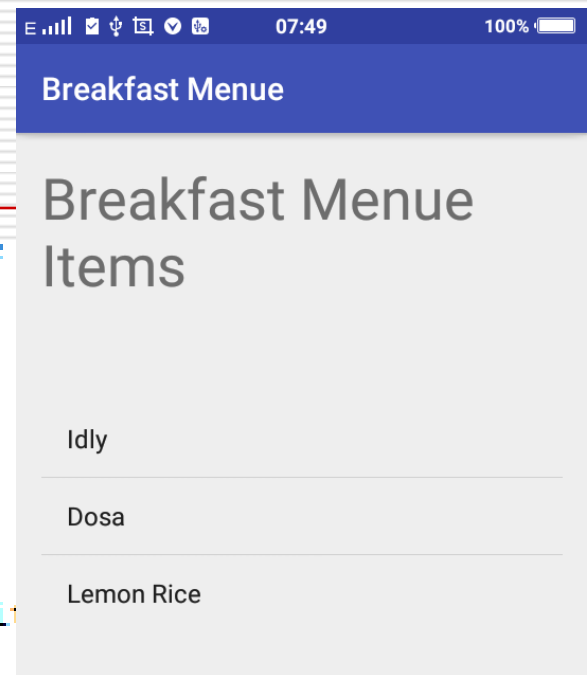 E 07:49 100%
Breakfast Menue
Breakfast Menue
Items
Idly
Dosa
Lemon Rice